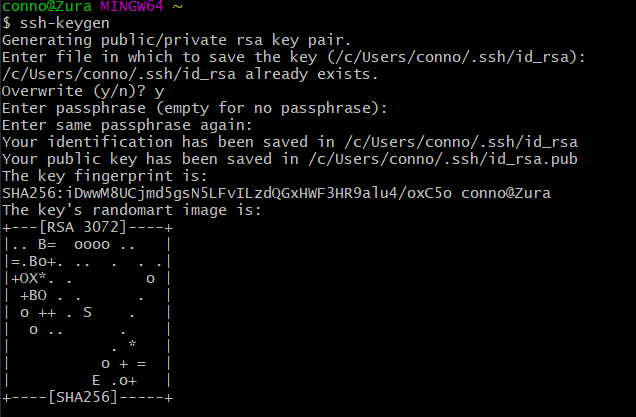 conno@Zura MINGW64 ~
$ ssh-keygen
Generating public/private rsa key pair.
Enter file in which to save the key (/c/Users/conno/.ssh/id_rsa):
/c/Users/conno/.ssh/id_rsa already exists.
Overwrite (y/n)? y
Enter passphrase (empty for no passphrase):
Enter same passphrase again:
Your identification has been saved in /c/Users/conno/.ssh/id_rsa
Your public key has been saved in /c/Users/conno/.ssh/id_rsa.pub
The key fingerprint is:
SHA256:iDwwM8UCjmd5gsN5LFvILzdQGxHWF3HR9alu4/oxC5o conno@Zura
The key's randomart image is:
+---[RSA 3072]----+
|.. B=  oooo ..   |
|=.Bo+. ..  .  . .|
|+OX*. .        o |
| +BO . .      .  |
| o ++ . S    .   |
|  o ..      .    |
|           . *   |
|          o + =  |
|         E .o+   |
+----[SHA256]-----+